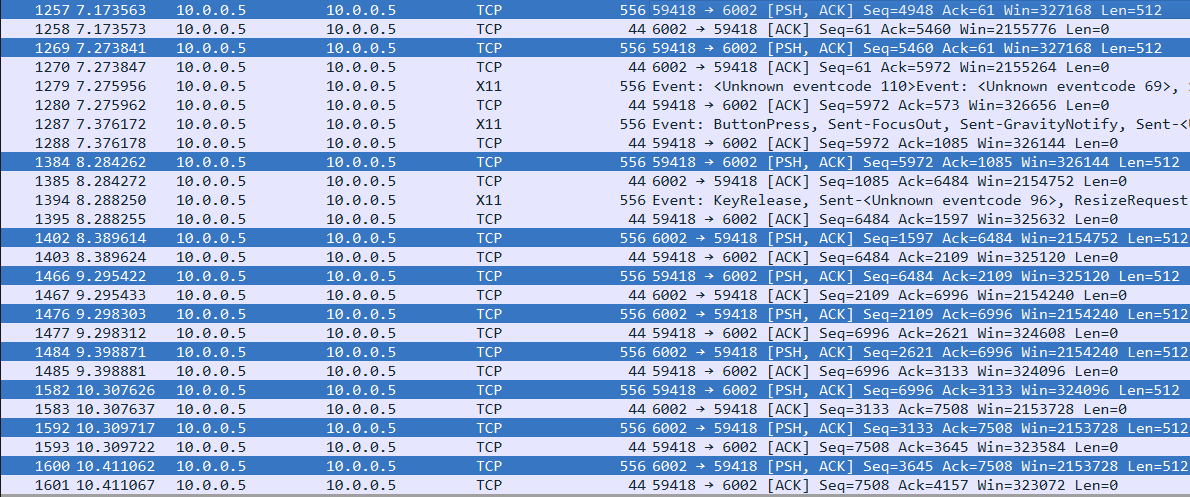 1257 7.173563 10.0.0.5 10.0.0.5 TCP 556 59418 → 6002 [PSH, ACK] Seq=4948 Ack=61 Win=327168 Len=512
1258 7.173573 10.0.0.5 10.0.0.5 TCP 44 6002 → 59418 [ACK] Seq=61 Ack=5460 Win=2155776 Len=0
1269 7.273841 10.0.0.5 10.0.0.5 TCP 556 59418 → 6002 [PSH, ACK] Seq=5460 Ack=61 Win=327168 Len=512
1270 7.273847 10.0.0.5 10.0.0.5 TCP 44 6002 → 59418 [ACK] Seq=61 Ack=5972 Win=2155264 Len=0
1279 7.275956 10.0.0.5 10.0.0.5 X11 556 Event: <Unknown eventcode 110>Event: <Unknown eventcode 69>,
1280 7.275962 10.0.0.5 10.0.0.5 TCP 44 59418 → 6002 [ACK] Seq=5972 Ack=573 Win=326656 Len=0
1287 7.376172 10.0.0.5 10.0.0.5 X11 556 Event: ButtonPress, Sent-FocusOut, Sent-GravityNotify, Sent-<
1288 7.376178 10.0.0.5 10.0.0.5 TCP 44 59418 → 6002 [ACK] Seq=5972 Ack=1085 Win=326144 Len=0
1384 8.284262 10.0.0.5 10.0.0.5 TCP 556 59418 → 6002 [PSH, ACK] Seq=5972 Ack=1085 Win=326144 Len=512
1385 8.284272 10.0.0.5 10.0.0.5 TCP 44 6002 → 59418 [ACK] Seq=1085 Ack=6484 Win=2154752 Len=0
1394 8.288250 10.0.0.5 10.0.0.5 X11 556 Event: KeyRelease, Sent-<Unknown eventcode 96>, ResizeRequest
1395 8.288255 10.0.0.5 10.0.0.5 TCP 44 59418 → 6002 [ACK] Seq=6484 Ack=1597 Win=325632 Len=0
1402 8.389614 10.0.0.5 10.0.0.5 TCP 556 6002 → 59418 [PSH, ACK] Seq=1597 Ack=6484 Win=2154752 Len=512
1403 8.389624 10.0.0.5 10.0.0.5 TCP 44 59418 → 6002 [ACK] Seq=6484 Ack=2109 Win=325120 Len=0
1466 9.295422 10.0.0.5 10.0.0.5 TCP 556 59418 → 6002 [PSH, ACK] Seq=6484 Ack=2109 Win=325120 Len=512
1467 9.295433 10.0.0.5 10.0.0.5 TCP 44 6002 → 59418 [ACK] Seq=2109 Ack=6996 Win=2154240 Len=0
1476 9.298303 10.0.0.5 10.0.0.5 TCP 556 6002 → 59418 [PSH, ACK] Seq=2109 Ack=6996 Win=2154240 Len=512
1477 9.298312 10.0.0.5 10.0.0.5 TCP 44 59418 → 6002 [ACK] Seq=6996 Ack=2621 Win=324608 Len=0
1484 9.398871 10.0.0.5 10.0.0.5 TCP 556 6002 → 59418 [PSH, ACK] Seq=2621 Ack=6996 Win=2154240 Len=512
1485 9.398881 10.0.0.5 10.0.0.5 TCP 44 59418 → 6002 [ACK] Seq=6996 Ack=3133 Win=324096 Len=0
1582 10.307626 10.0.0.5 10.0.0.5 TCP 556 59418 → 6002 [PSH, ACK] Seq=6996 Ack=3133 Win=324096 Len=512
1583 10.307637 10.0.0.5 10.0.0.5 TCP 44 6002 → 59418 [ACK] Seq=3133 Ack=7508 Win=2153728 Len=0
1592 10.309717 10.0.0.5 10.0.0.5 TCP 556 6002 → 59418 [PSH, ACK] Seq=3133 Ack=7508 Win=2153728 Len=512
1593 10.309722 10.0.0.5 10.0.0.5 TCP 44 59418 → 6002 [ACK] Seq=7508 Ack=3645 Win=323584 Len=0
1600 10.411062 10.0.0.5 10.0.0.5 TCP 556 6002 → 59418 [PSH, ACK] Seq=3645 Ack=7508 Win=2153728 Len=512
1601 10.411067 10.0.0.5 10.0.0.5 TCP 44 59418 → 6002 [ACK] Seq=7508 Ack=4157 Win=323072 Len=0